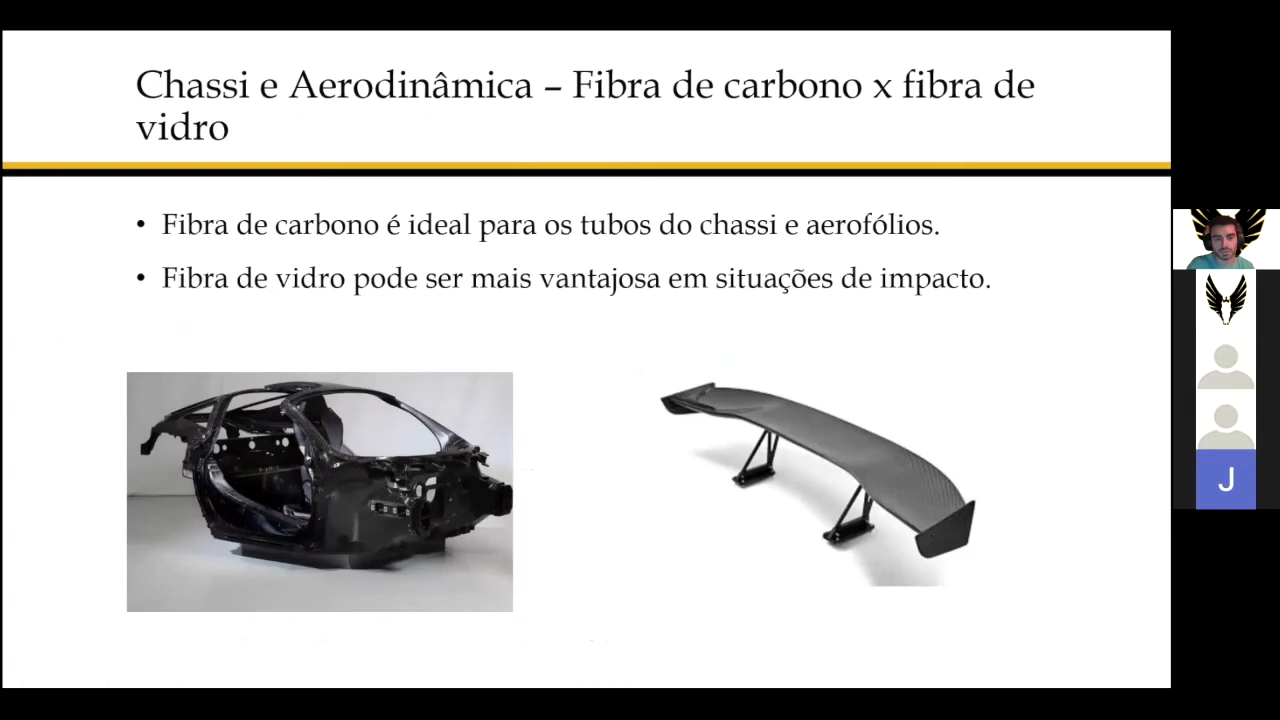 Chassi e Aerodinâmica – Fibra de carbono x fibra de
vidro
• Fibra de carbono é ideal para os tubos do chassi e aerofólios.
• Fibra de vidro pode ser mais vantajosa em situações de impacto.
J